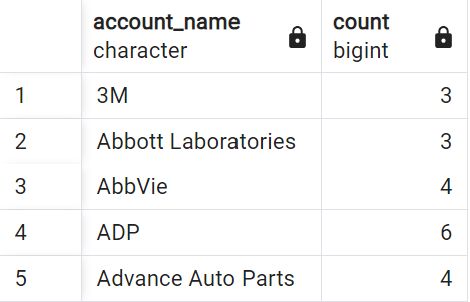 account_name count
character bigint
1 3M 3
2 Abbott Laboratories 3
3 AbbVie 4
4 ADP 6
5 Advance Auto Parts 4